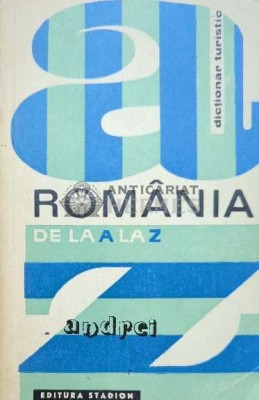 a
dicționar turistic
ANTICARIAT
ROMÂNIA
DE LA A LA Z
z
andrei
EDITURA STADION